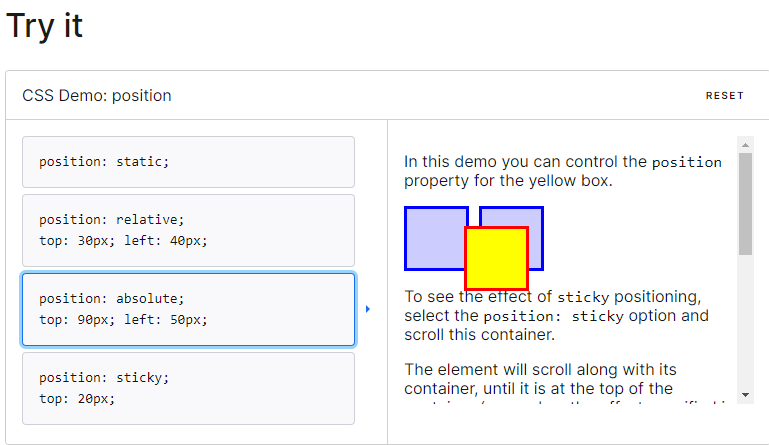 Try it
CSS Demo: position
RESET
position: static;
position: relative;
top: 30px; left: 40px;
position: absolute;
top: 90px; left: 50px;
position: sticky;
top: 20px;
In this demo you can control the position
property for the yellow box.
To see the effect of sticky positioning,
select the position: sticky option and
scroll this container.
The element will scroll along with its
container, until it is at the top of the